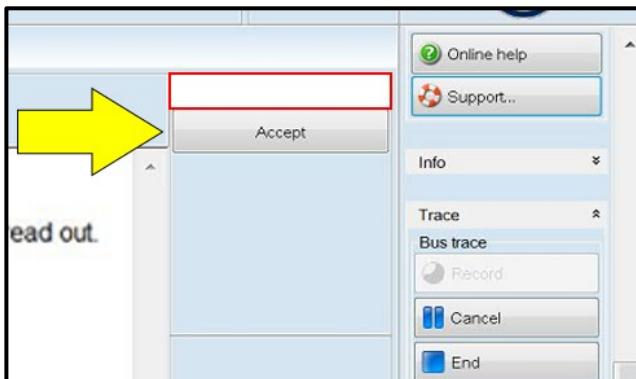 Online help
Support...
Accept
Info
Trace
ead out.
Bus trace
Record
Cancel
End